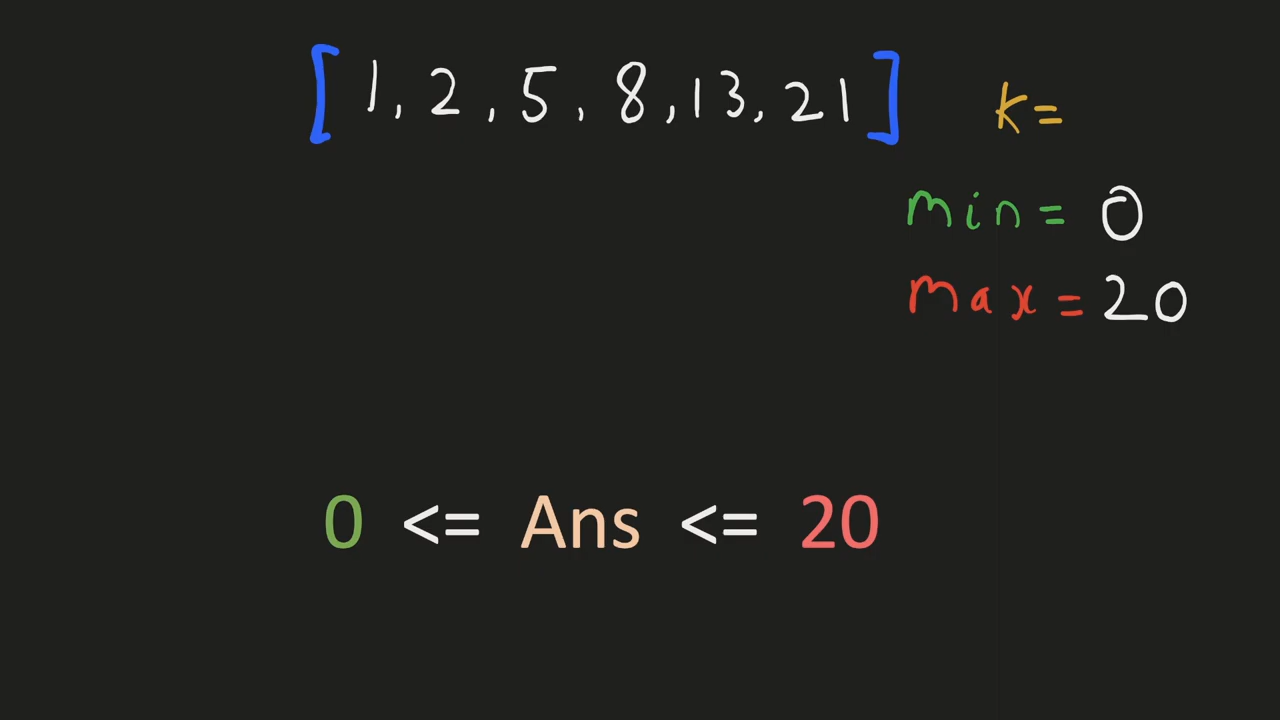 [ 1, 2, 5, 8, 13, 21 ]
k=
min = 0
max = 20
0 <= Ans <= 20